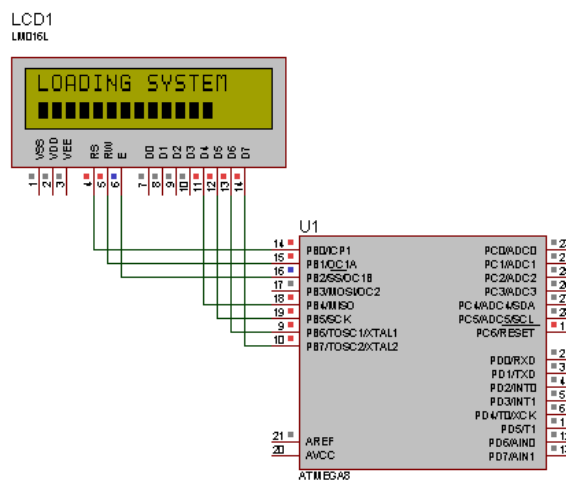 LCD1
LM016L
LOADING SYSTEM
VSS VDD VEE RS RW E D0 D1 D2 D3 D4 D5 D6 D7
1 2 3 4 5 6 7 8 9 10 11 12 13 14
U1
14 PB0/ICP1 PC0/ADC0
15 PB1/OC1A PC1/ADC1
16 PB2/SS/OC1B PC2/ADC2
17 PB3/MOSI/OC2 PC3/ADC3
18 PB4/MISO PC4/ADC4/SDA
19 PB5/SCK PC5/ADC5/SCL
9 PB6/TOSC1/XTAL1 PC6/RESET
10 PB7/TOSC2/XTAL2
PD0/RXD
PD1/TXD
PD2/INT0
PD3/INT1
PD4/T0/XCK
PD5/T1
21 AREF PD6/AIN0
20 AVCC PD7/AIN1
ATMEGA8